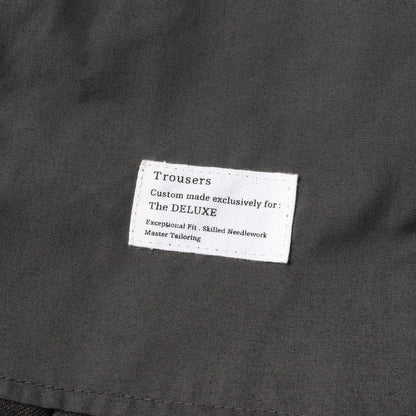 Trousers
Custom made exclusively for:
The DELUXE
Exceptional Fit . Skilled Needlework
Master Tailoring